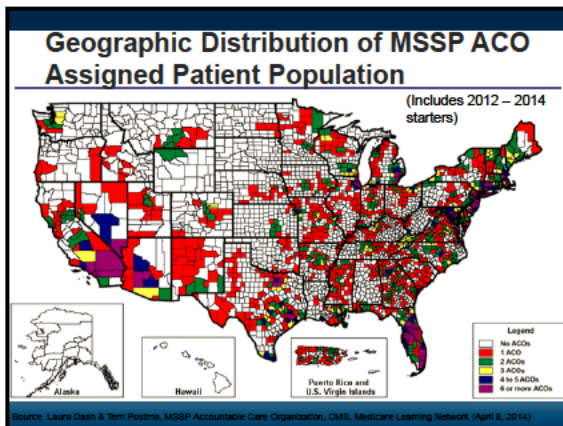 Geographic Distribution of MSSP ACO
Assigned Patient Population
(Includes 2012 – 2014
starters)
Alaska
Hawaii
Puerto Rico and
U.S. Virgin Islands
Legend
No ACOs
1 ACO
2 ACOs
3 ACOs
4 to 5 ACOs
6 or more ACOs
Source Laura Dash & Terri Postma, MSSP Accountable Care Organization, CMS, Medicare Learning Network (April 8, 2014)